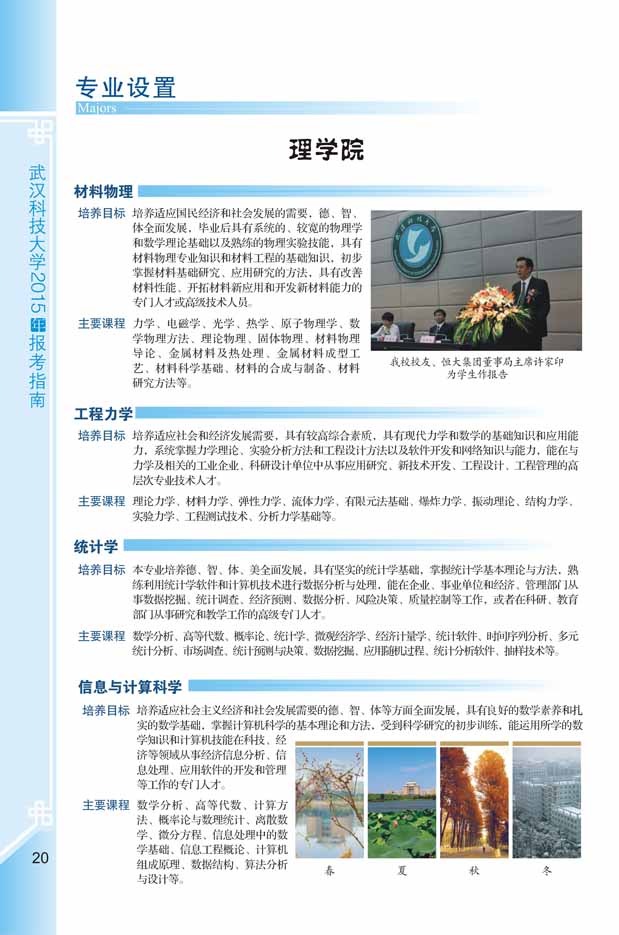 专业设置
Majors
理学院
武汉科技大学2015年报考指南
材料物理
培养目标 培养适应国民经济和社会发展的需要，德、智、
体全面发展，毕业后具有系统的、较宽的物理学
和数学理论基础以及熟练的物理实验技能，具有
材料物理专业知识和材料工程的基础知识，初步
掌握材料基础研究、应用研究的方法，具有改善
材料性能、开拓材料新应用和开发新材料能力的
专门人才或高级技术人员。
主要课程 力学、电磁学、光学、热学、原子物理学、数
学物理方法、理论物理、固体物理、材料物理
导论、金属材料及热处理、金属材料成型工
艺、材料科学基础、材料的合成与制备、材料
研究方法等。
我校校友、恒大集团董事局主席许家印
为学生作报告
工程力学
培养目标 培养适应社会和经济发展需要，具有较高综合素质，具有现代力学和数学的基础知识和应用能
力，系统掌握力学理论、实验分析方法和工程设计方法以及软件开发和网络知识与能力，能在与
力学及相关的工业企业、科研设计单位中从事应用研究、新技术开发、工程设计、工程管理的高
层次专业技术人才。
主要课程 理论力学、材料力学、弹性力学、流体力学、有限元法基础、爆炸力学、振动理论、结构力学、
实验力学、工程测试技术、分析力学基础等。
统计学
培养目标 本专业培养德、智、体、美全面发展，具有坚实的统计学基础，掌握统计学基本理论与方法，熟
练利用统计学软件和计算机技术进行数据分析与处理，能在企业、事业单位和经济、管理部门从
事数据挖掘、统计调查、经济预测、数据分析、风险决策、质量控制等工作，或者在科研、教育
部门从事研究和教学工作的高级专门人才。
主要课程 数学分析、高等代数、概率论、统计学、微观经济学、经济计量学、统计软件、时间序列分析、多元
统计分析、市场调查、统计预测与决策、数据挖掘、应用随机过程、统计分析软件、抽样技术等。
信息与计算科学
培养目标 培养适应社会主义经济和社会发展需要的德、智、体等方面全面发展，具有良好的数学素养和扎
实的数学基础，掌握计算机科学的基本理论和方法，受到科学研究的初步训练，能运用所学的数
学知识和计算机技能在科技、经
济等领域从事经济信息分析、信
息处理、应用软件的开发和管理
等工作的专门人才。
主要课程 数学分析、高等代数、计算方
法、概率论与数理统计、离散数
学、微分方程、信息处理中的数
学基础、信息工程概论、计算机
组成原理、数据结构、算法分析
与设计等。
春 夏 秋 冬
20